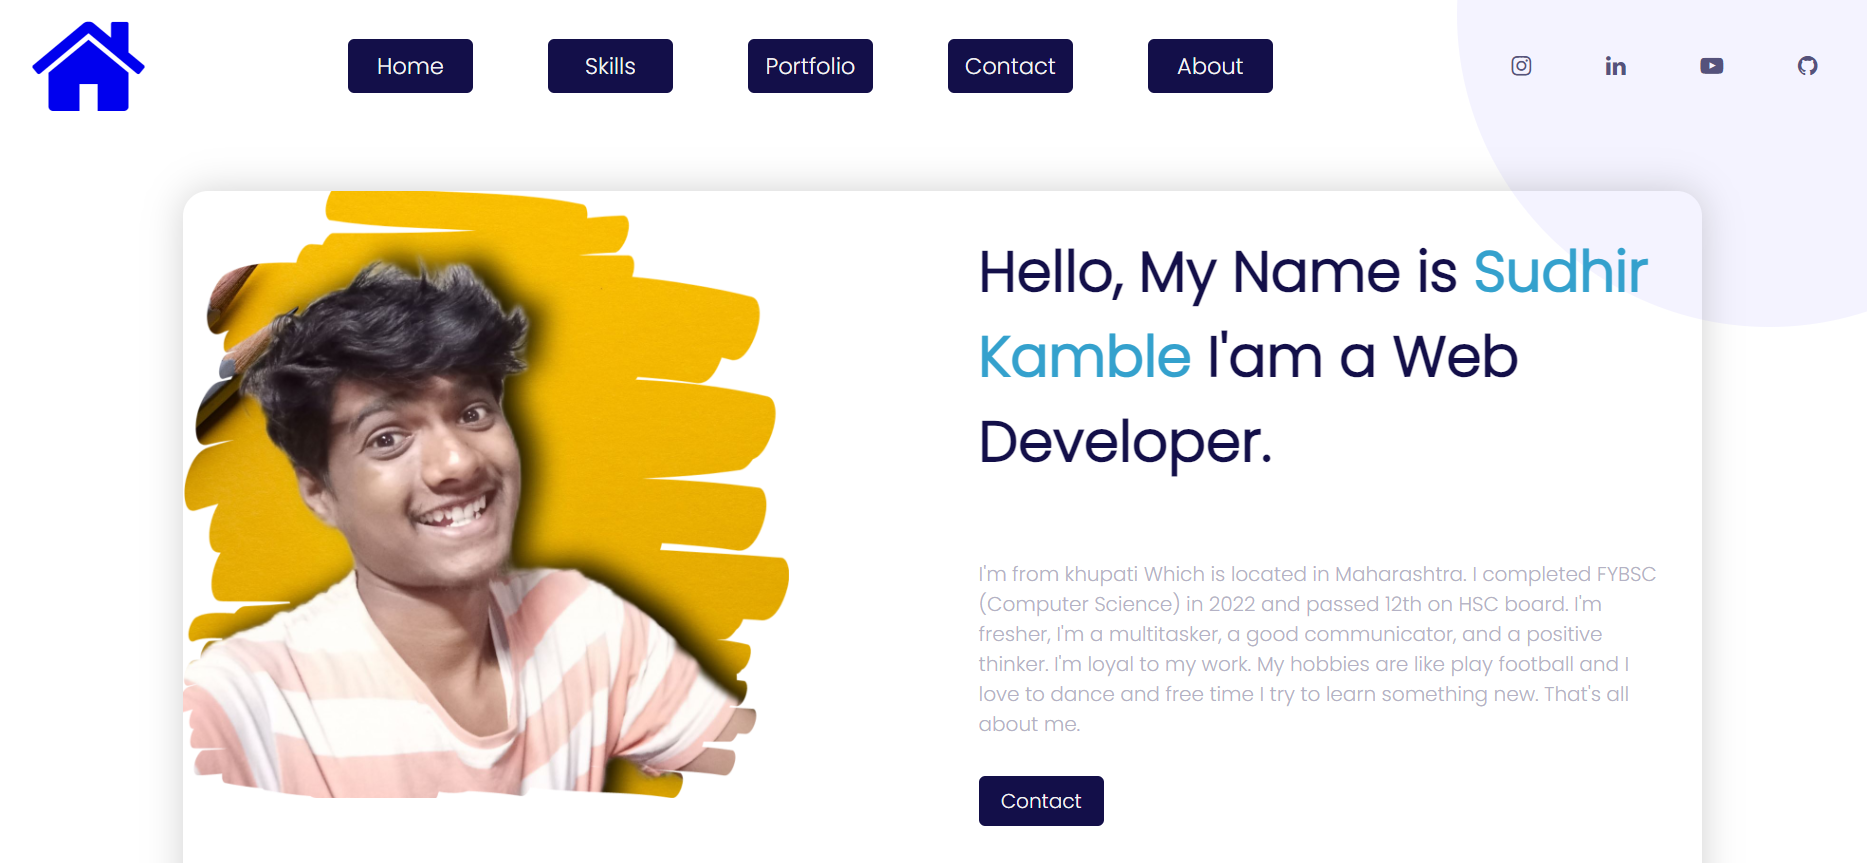 Home Skills Portfolio Contact About
Hello, My Name is Sudhir
Kamble I'am a Web
Developer.
I'm from khupati Which is located in Maharashtra. I completed FYBSC
(Computer Science) in 2022 and passed 12th on HSC board. I'm
fresher, I'm a multitasker, a good communicator, and a positive
thinker. I'm loyal to my work. My hobbies are like play football and I
love to dance and free time I try to learn something new. That's all
about me.
Contact